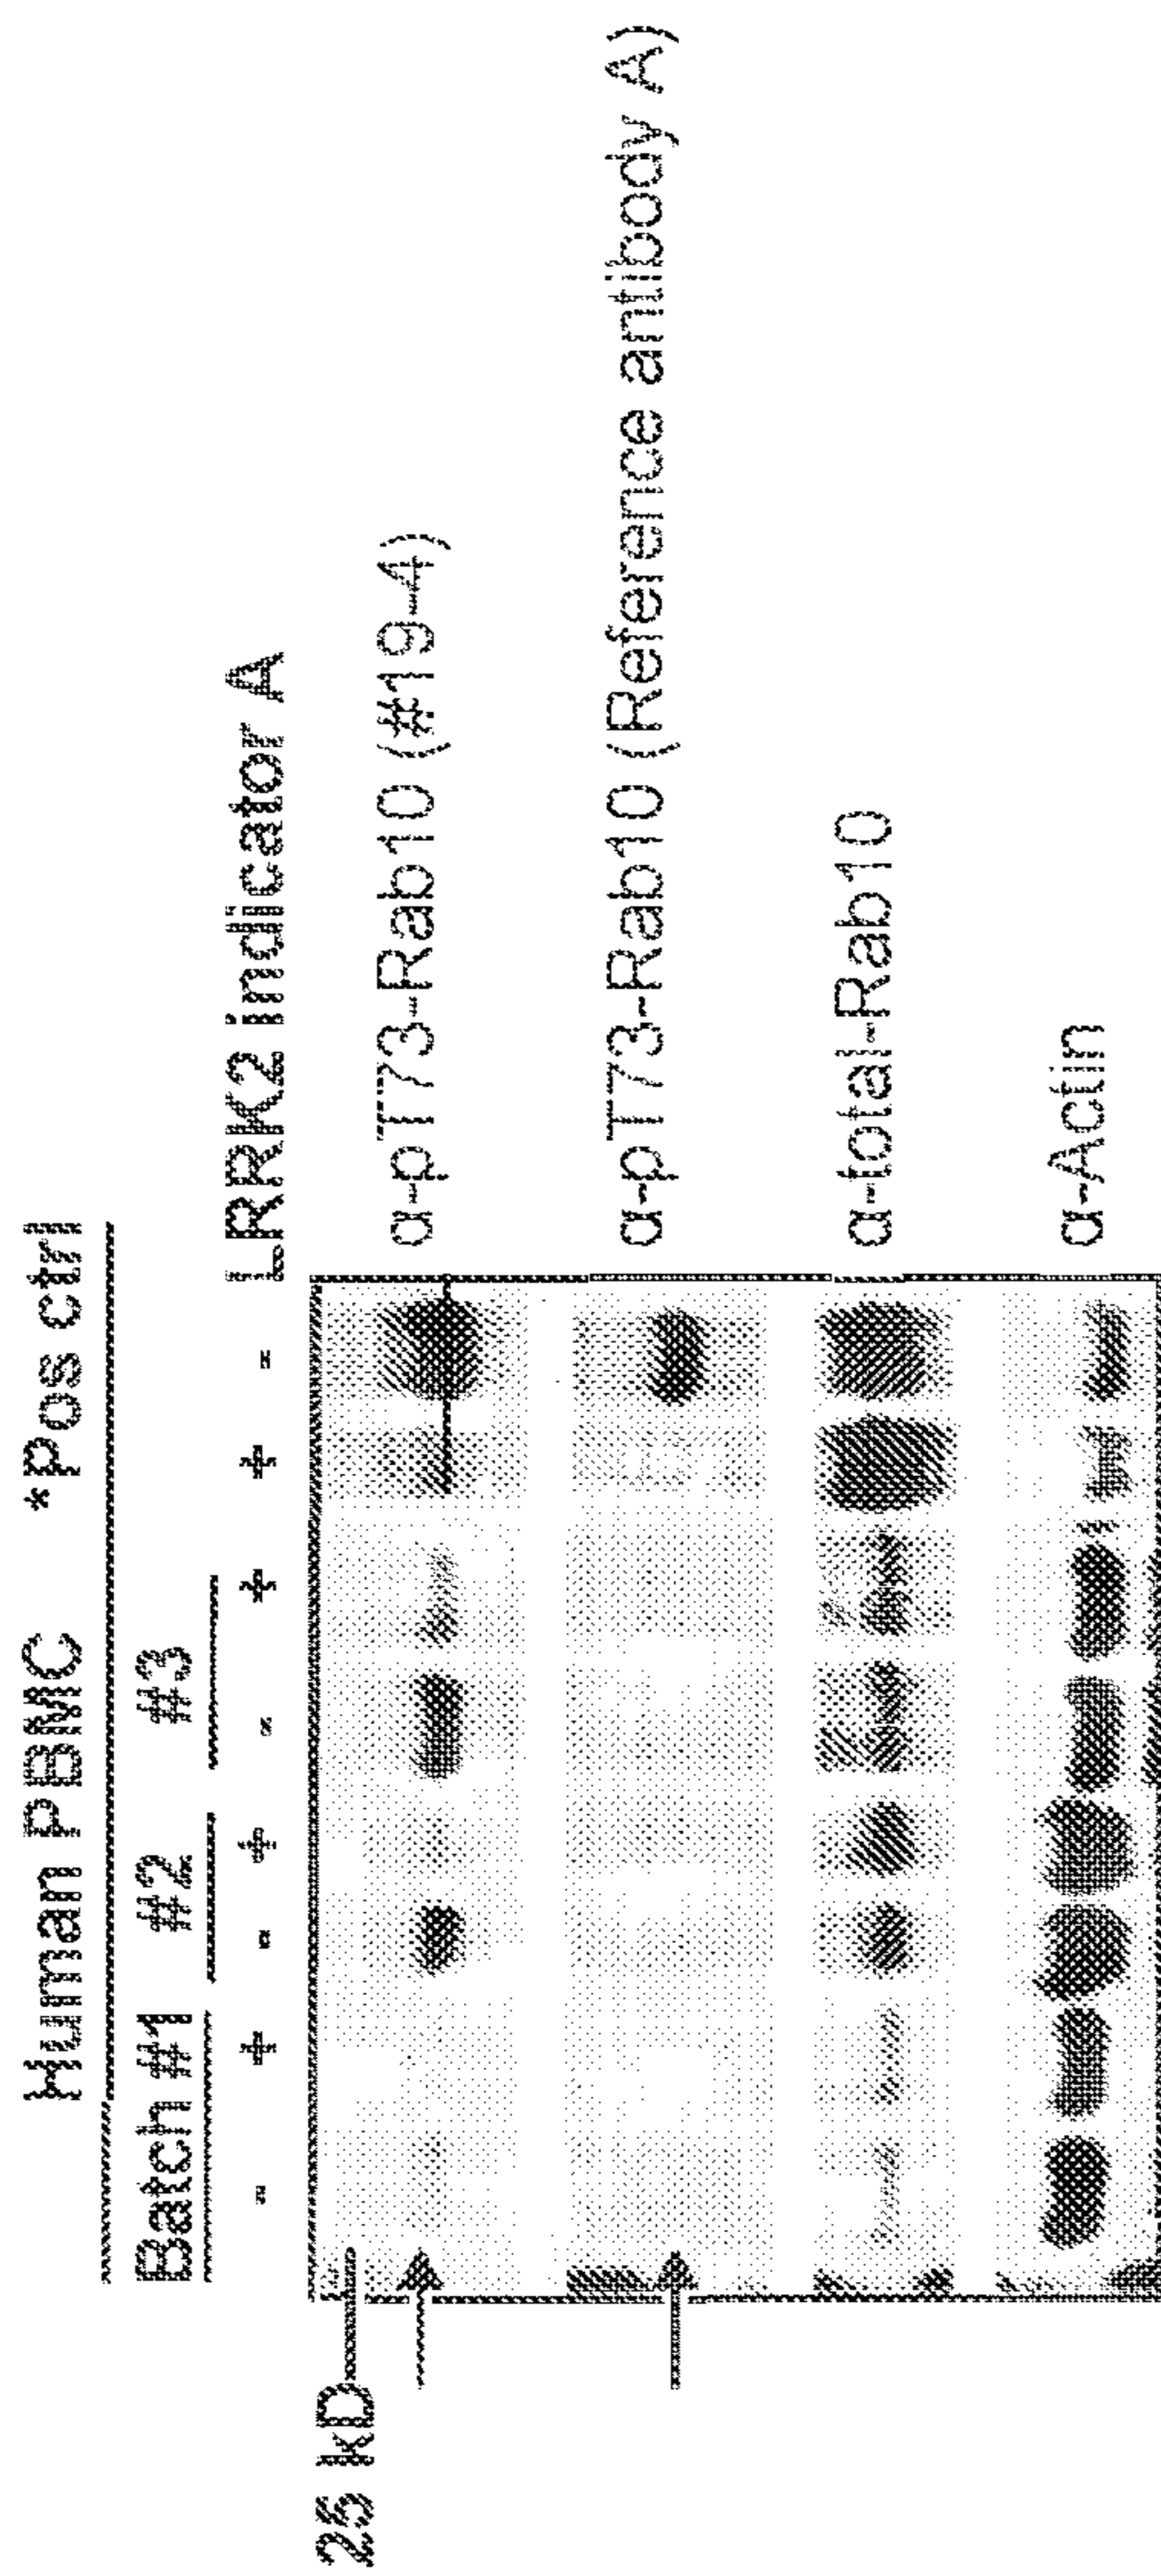 Human PBMC *Pos ctrl
Batch #1 #2 #3
- + - + - + + - LRRK2 indicator A
25 kD
α-pT73-Rab10 (#19-4)
α-pT73-Rab10 (Reference antibody A)
α-total-Rab10
α-Actin